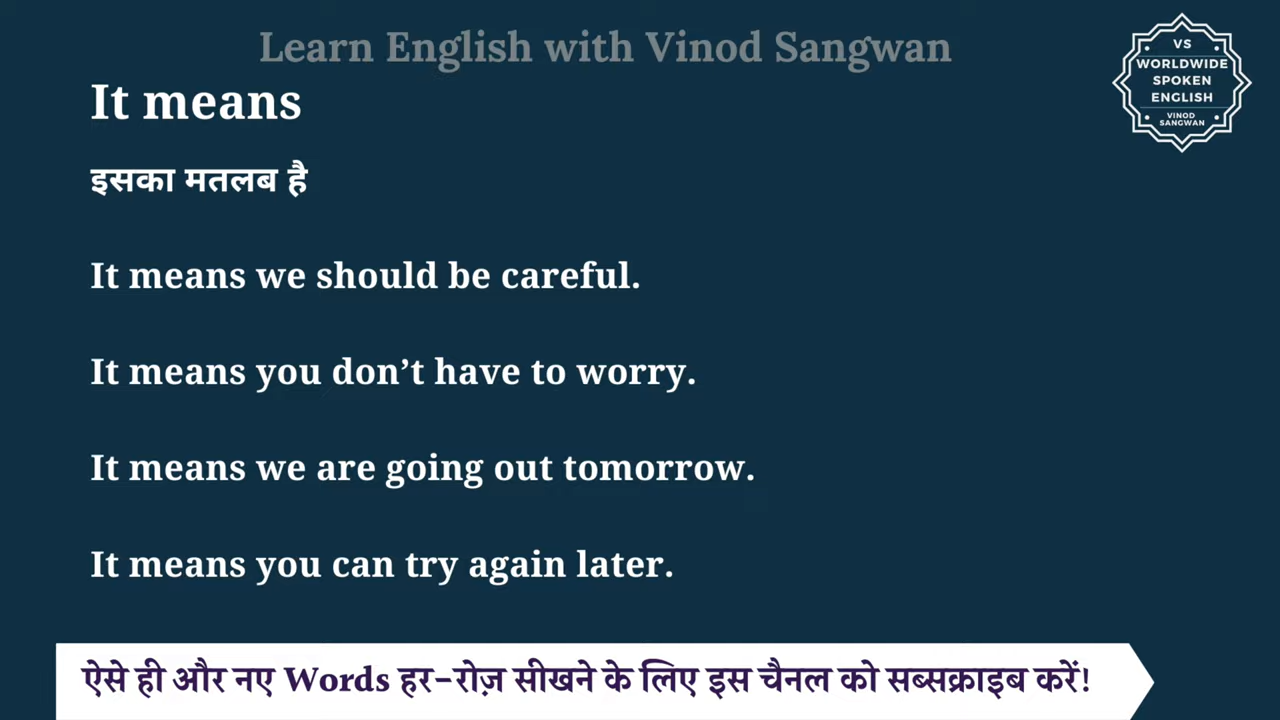 Learn English with Vinod Sangwan
VS
WORLDWIDE
SPOKEN
ENGLISH
VINOD
SANGWAN
It means
इसका मतलब है
It means we should be careful.
It means you don’t have to worry.
It means we are going out tomorrow.
It means you can try again later.
ऐसे ही और नए Words हर-रोज़ सीखने के लिए इस चैनल को सब्सक्राइब करें!